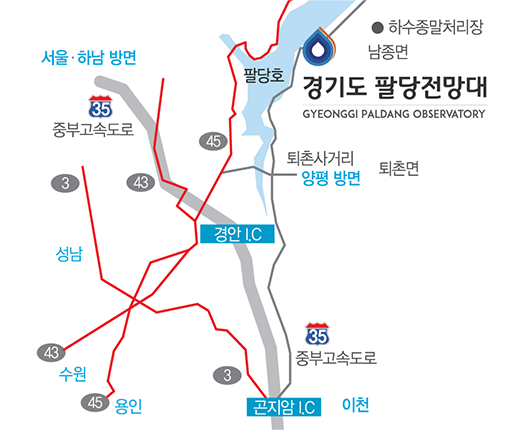 하수종말처리장
남종면
서울·하남 방면
팔당호
경기도 팔당전망대
GYEONGGI PALDANG OBSERVATORY
35
중부고속도로
45
퇴촌사거리
양평 방면
퇴촌면
3
43
경안 I.C
성남
35
중부고속도로
43
수원
3
45
용인
곤지암 I.C
이천